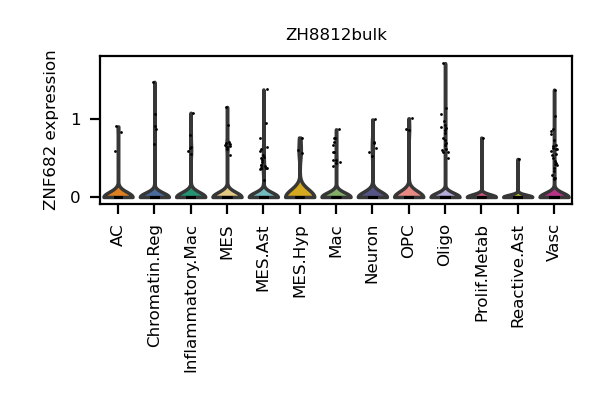 ZH8812bulk
ZNF682 expression
1
0
AC
Chromatin.Reg
Inflammatory.Mac
MES
MES.Ast
MES.Hyp
Mac
Neuron
OPC
Oligo
Prolif.Metab
Reactive.Ast
Vasc